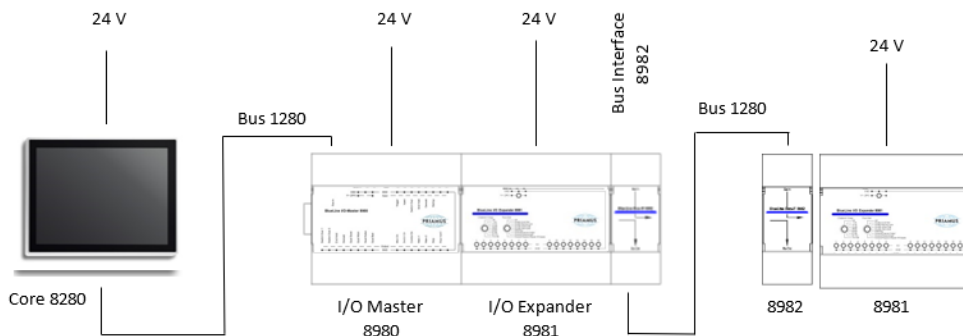 24 V
24 V
24 V
Bus Interface
8982
24 V
Bus 1280
Bus 1280
PRIAMUS
PRIAMUS
PRIAMUS
Core 8280
I/O Master
8980
I/O Expander
8981
8982
8981